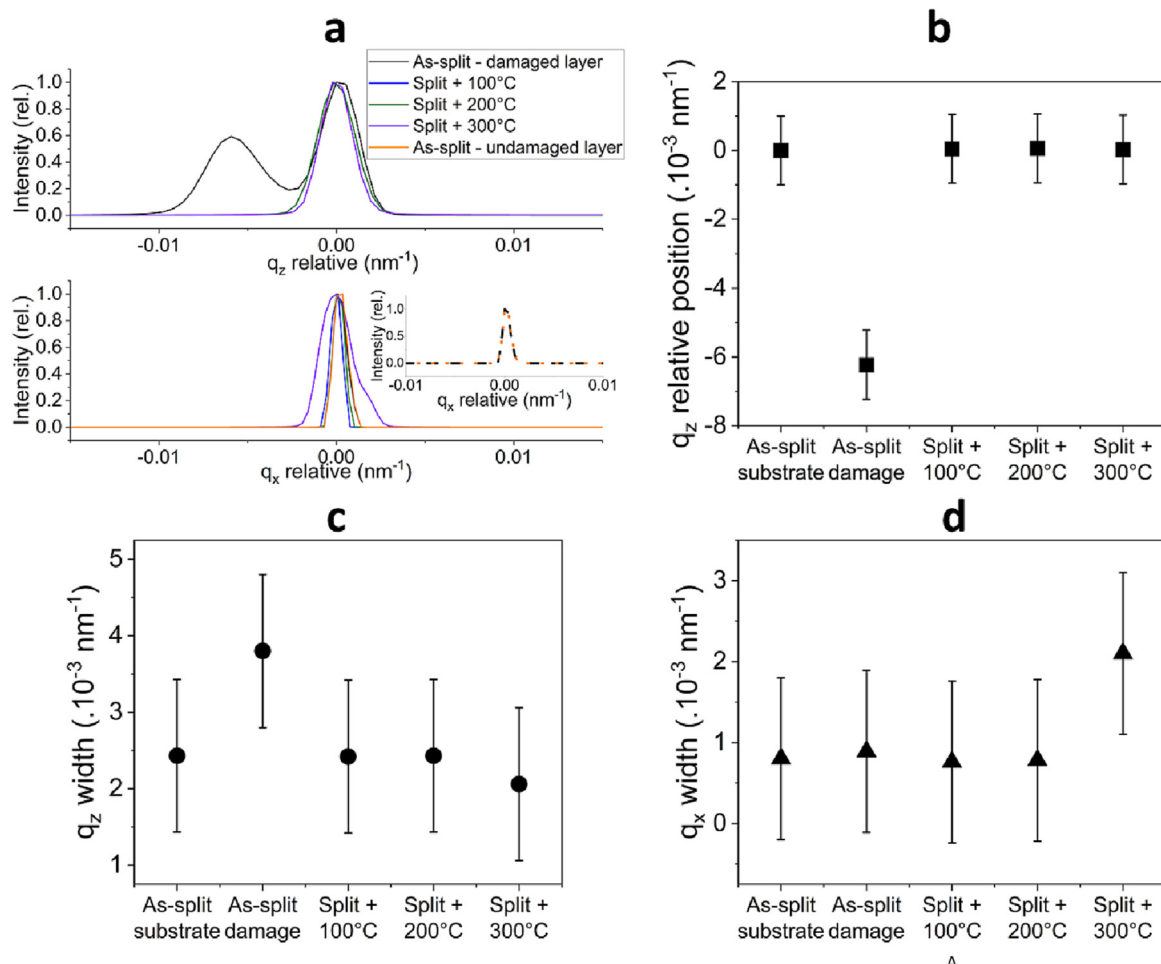 a
As-split - damaged layer
Split + 100°C
Split + 200°C
Split + 300°C
As-split - undamaged layer
Intensity (rel.)
1.0
0.8
0.6
0.4
0.2
0.0
-0.01 0.00 0.01
q_z relative (nm⁻¹)
Intensity (rel.)
1.0
0.8
0.6
0.4
0.2
0.0
-0.01 0.00 0.01
q_x relative (nm⁻¹)
Intensity (rel.)
1.0
0.5
0.0
-0.01 0.00 0.01
q_x relative (nm⁻¹)
b
q_z relative position (.10⁻³ nm⁻¹)
2
0
-2
-4
-6
-8
As-split As-split Split + Split + Split +
substrate damage 100°C 200°C 300°C
c
q_z width (.10⁻³ nm⁻¹)
5
4
3
2
1
As-split As-split Split + Split + Split +
substrate damage 100°C 200°C 300°C
d
q_x width (.10⁻³ nm⁻¹)
3
2
1
0
As-split As-split Split + Split + Split +
substrate damage 100°C 200°C 300°C